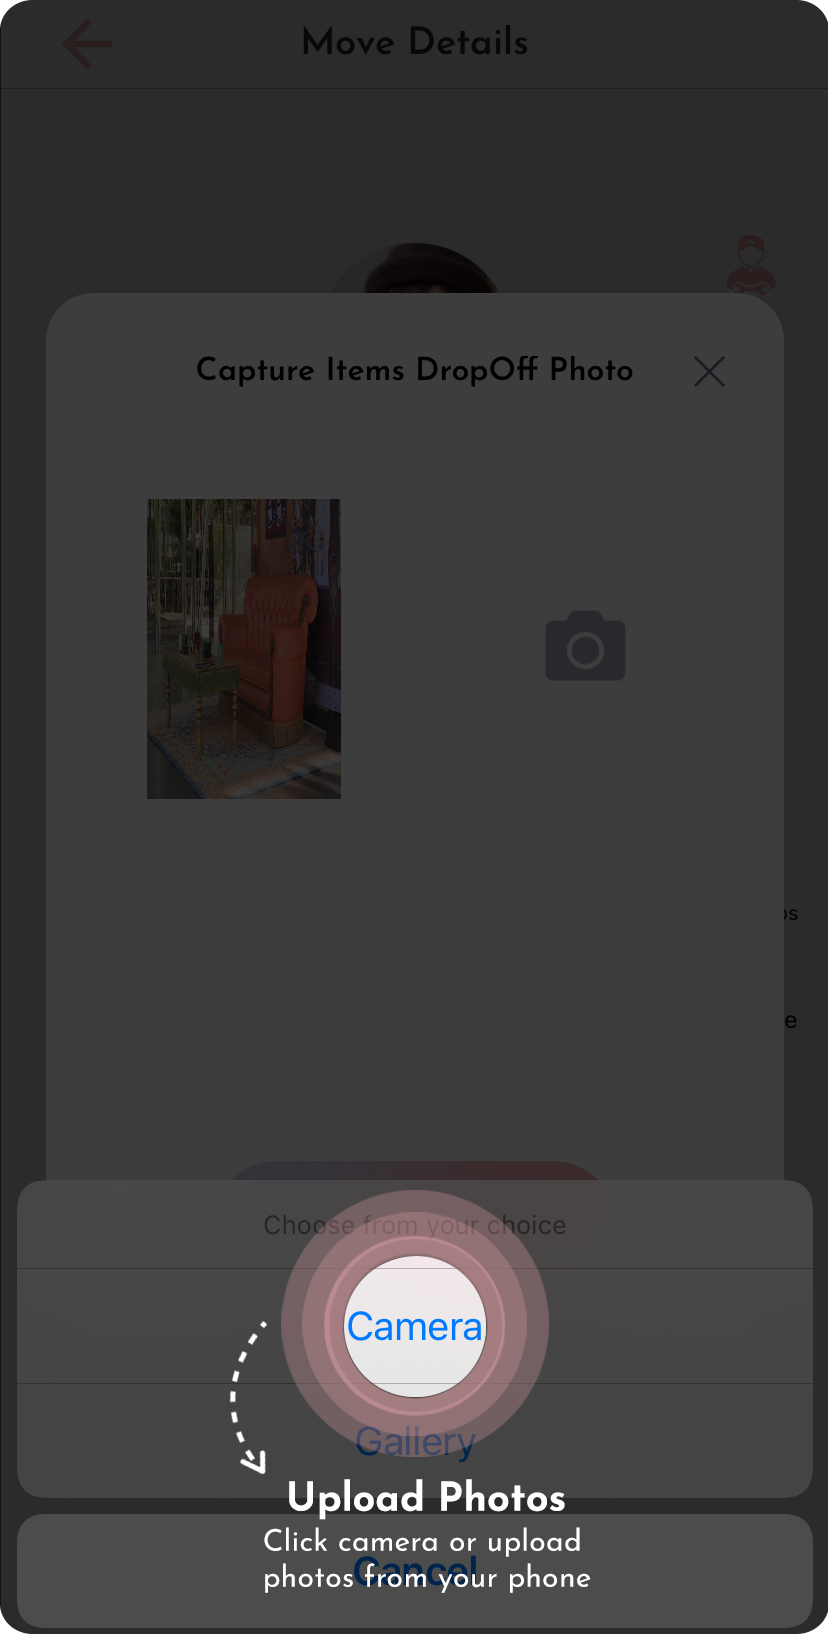 Move Details
Capture Items DropOff Photo
os
e
Choose from your choice
Camera
Gallery
Upload Photos
Click camera or upload
photos from your phone
Cancel